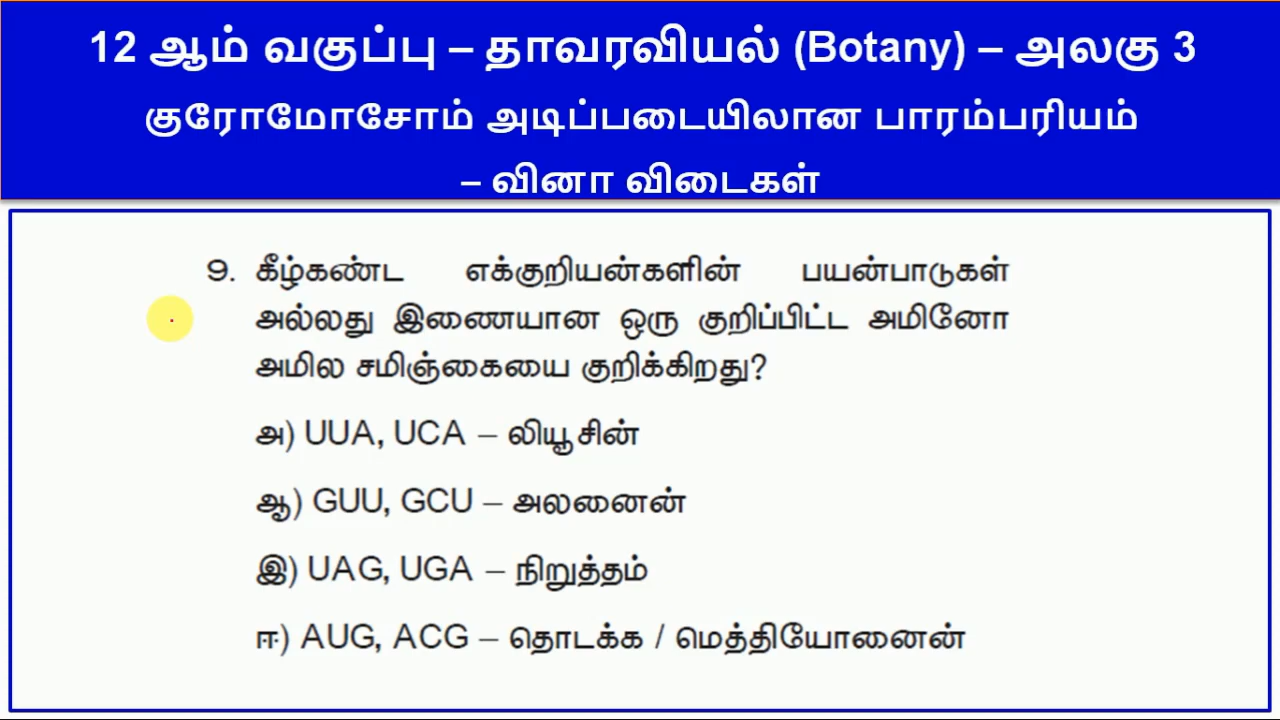 12 ஆம் வகுப்பு – தாவரவியல் (Botany) – அலகு 3
குரோமோசோம் அடிப்படையிலான பாரம்பரியம்
– வினா விடைகள்
9. கீழ்கண்ட எக்குறியன்களின் பயன்பாடுகள்
அல்லது இணையான ஒரு குறிப்பிட்ட அமினோ
அமில சமிஞ்கையை குறிக்கிறது?
அ) UUA, UCA – லியூசின்
ஆ) GUU, GCU – அலனைன்
இ) UAG, UGA – நிறுத்தம்
ஈ) AUG, ACG – தொடக்க / மெத்தியோனைன்